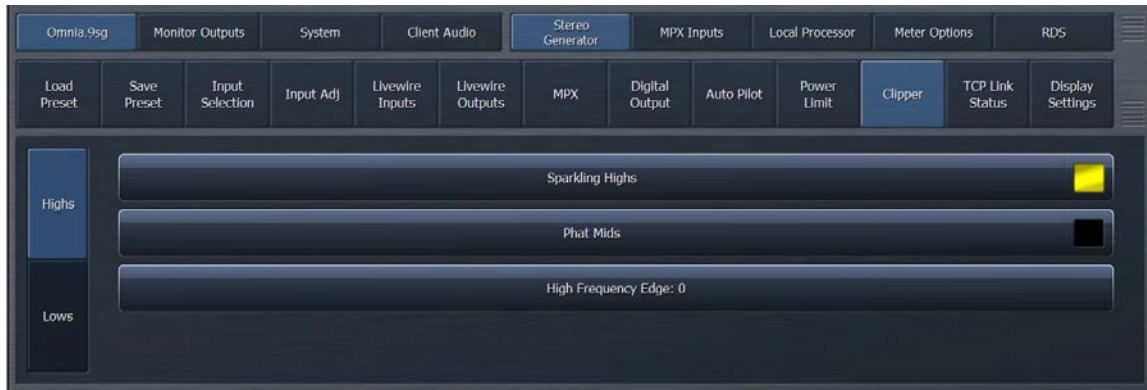 Omnia.9sg
Monitor Outputs
System
Client Audio
Stereo
Generator
MPX Inputs
Local Processor
Meter Options
RDS
Load
Preset
Save
Preset
Input
Selection
Input Adj
Livewire
Inputs
Livewire
Outputs
MPX
Digital
Output
Auto Pilot
Power
Limit
Clipper
TCP Link
Status
Display
Settings
Highs
Lows
Sparkling Highs
Phat Mids
High Frequency Edge: 0